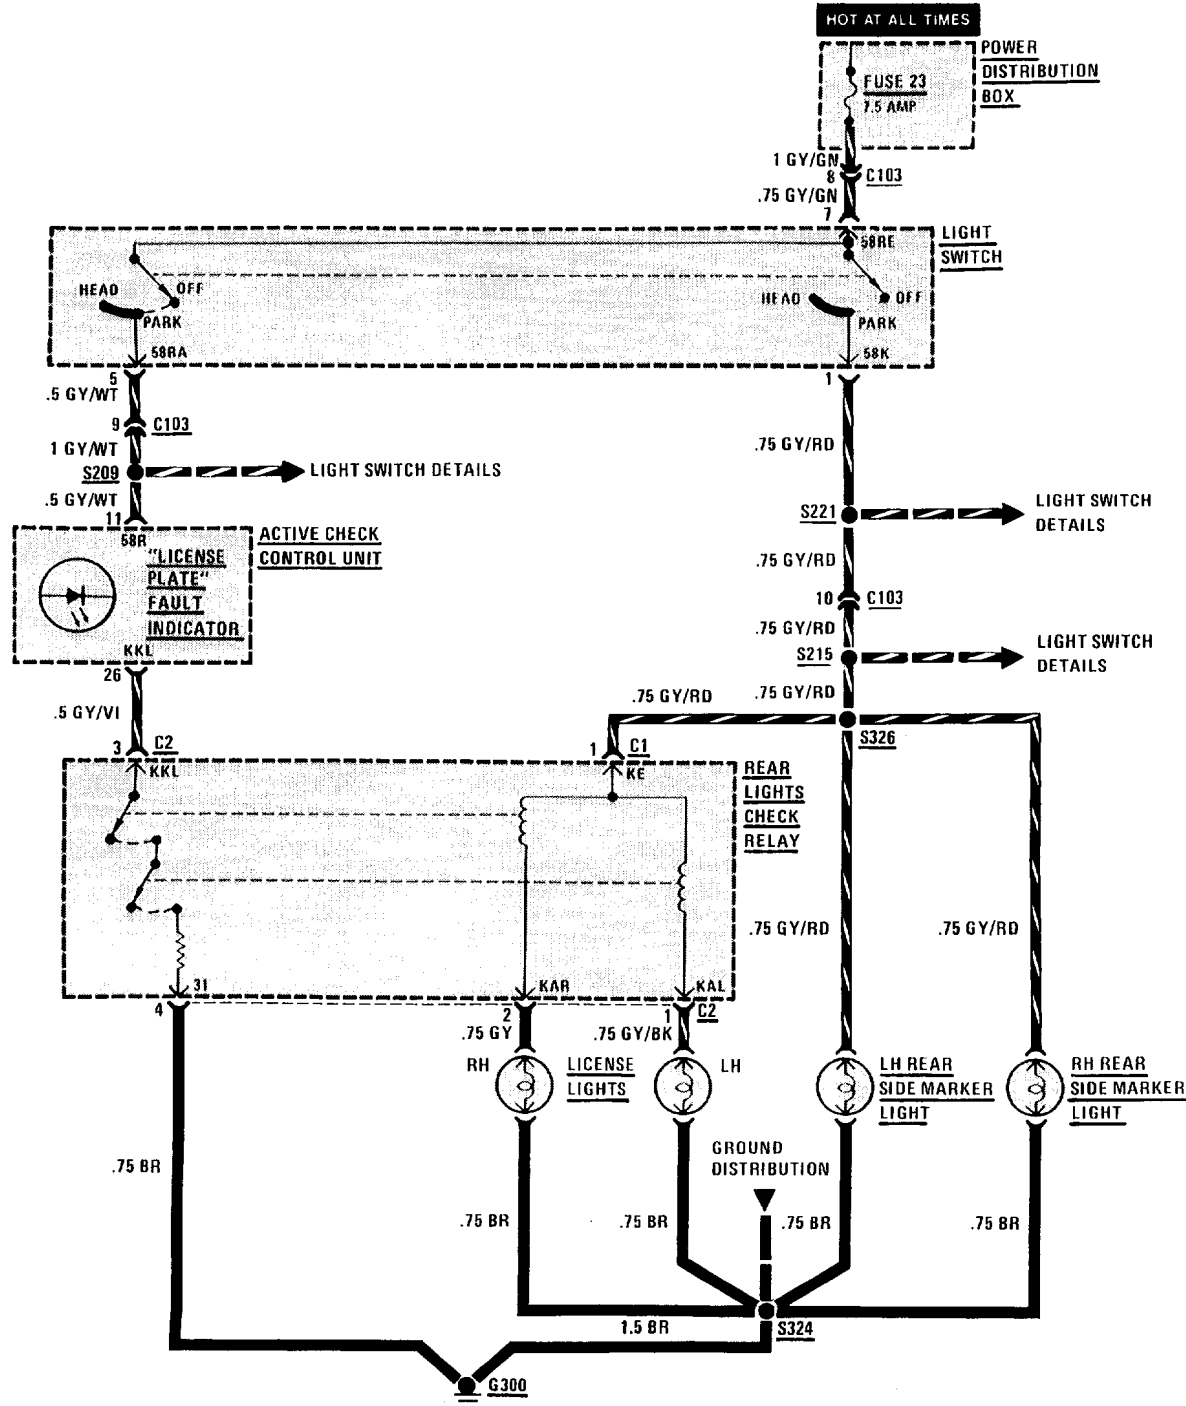 HOT AT ALL TIMES
POWER
DISTRIBUTION
BOX
FUSE 23
7.5 AMP
1 GY/GN
8
C103
.75 GY/GN
7
LIGHT
SWITCH
58RE
HEAD
OFF
PARK
58RA
HEAD
OFF
PARK
58K
5
.5 GY/WT
9
C103
1 GY/WT
S209
LIGHT SWITCH DETAILS
.5 GY/WT
11
1
.75 GY/RD
S221
LIGHT SWITCH
DETAILS
.75 GY/RD
10
C103
.75 GY/RD
S215
LIGHT SWITCH
DETAILS
.75 GY/RD
58R
"LICENSE
PLATE"
FAULT
INDICATOR
ACTIVE CHECK
CONTROL UNIT
KKL
26
.5 GY/VI
3
C2
.75 GY/RD
S326
1
C1
KKL
KE
REAR
LIGHTS
CHECK
RELAY
.75 GY/RD
.75 GY/RD
31
KAR
KAL
4
2
1
C2
.75 GY
.75 GY/BK
RH
LICENSE
LIGHTS
LH
LH REAR
SIDE MARKER
LIGHT
RH REAR
SIDE MARKER
LIGHT
GROUND
DISTRIBUTION
.75 BR
.75 BR
.75 BR
.75 BR
.75 BR
1.5 BR
S324
G300